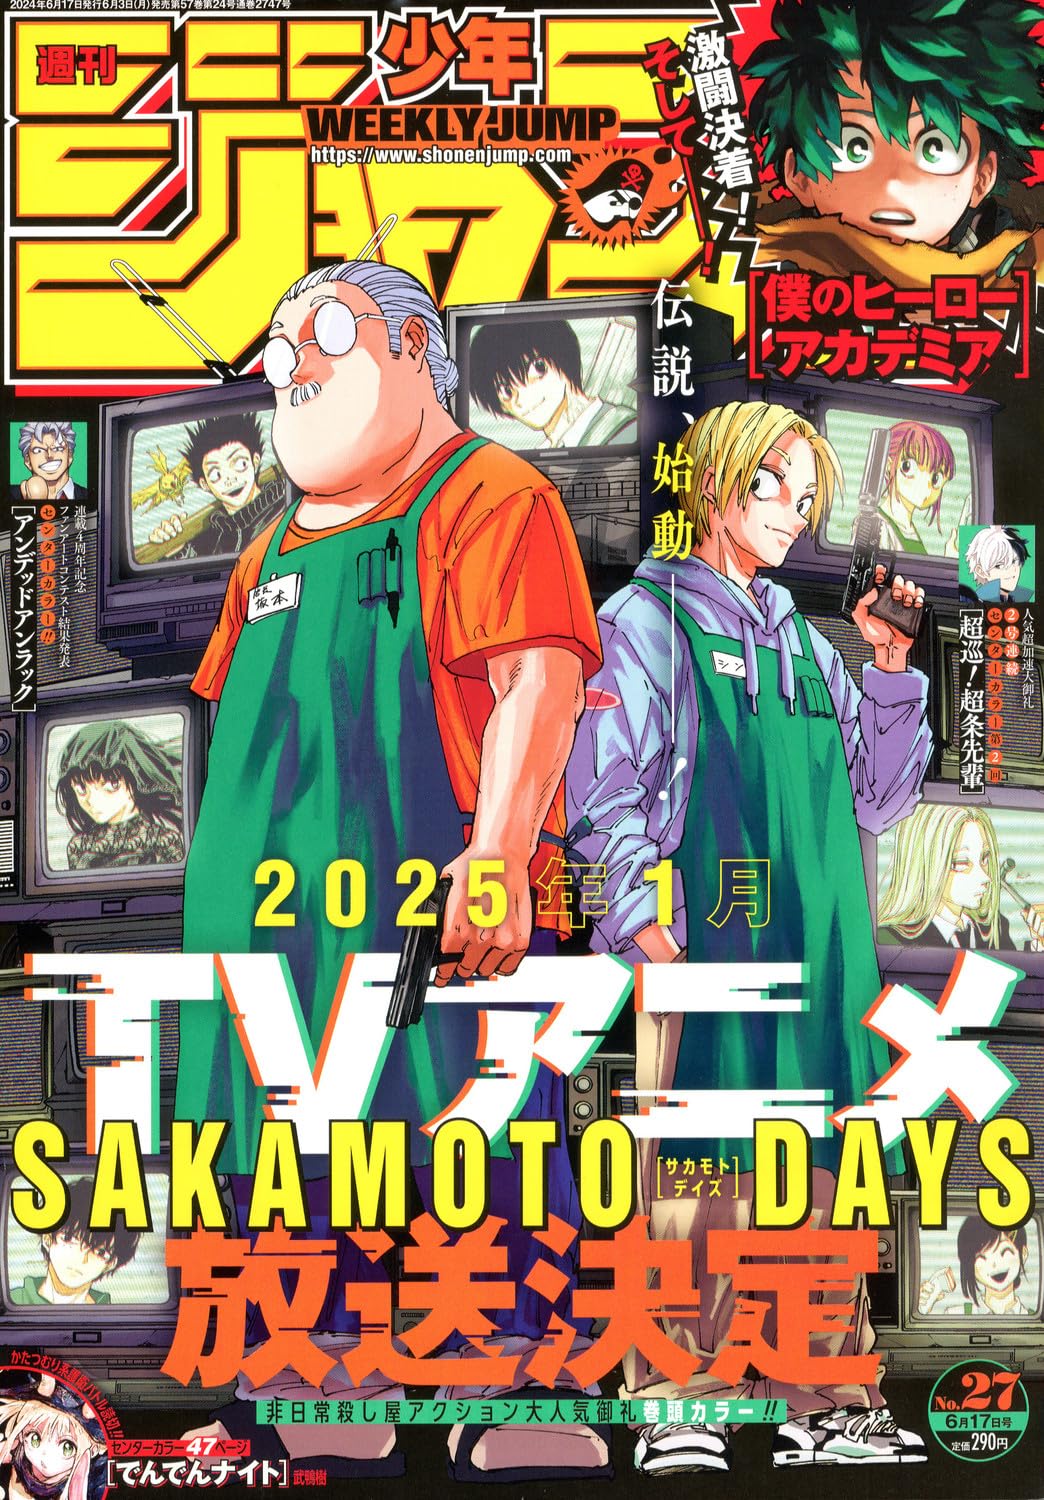 2024年6月17日発行6月3日(月)発売第57巻第24号通巻2747号
週刊
少年
ジャンプ
WEEKLY JUMP
https://www.shonenjump.com
激闘決着!
そして――!
[僕のヒーロー
アカデミア]
伝説、始動――!
連載4周年記念
ファンアートコンテスト結果発表
センターカラー!!
[アンデッドアンラック]
人気超加速大御礼
2号連続
センターカラー第2回
[超巡!超条先輩]
坂本
シン
2025年1月
TVアニメ
SAKAMOTO DAYS
[サカモト
デイズ]
放送決定
非日常殺し屋アクション大人気御礼巻頭カラー!!
センターカラー47ページ
[でんでんナイト]
武鴨樹
No.27
6月17日号
定価290円